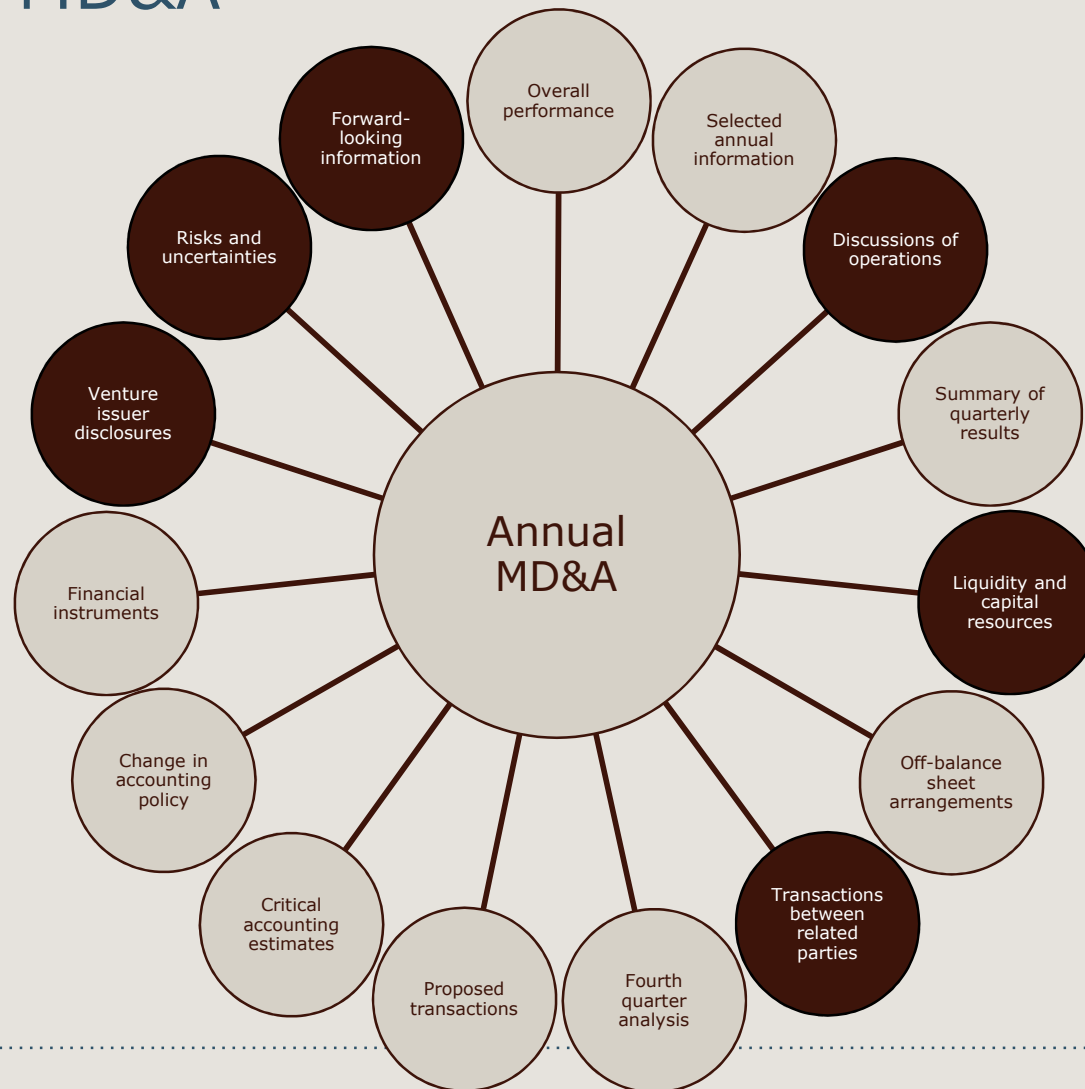 MD&A
Overall
performance
Selected
annual
information
Discussions of
operations
Summary of
quarterly
results
Liquidity and
capital
resources
Off-balance
sheet
arrangements
Transactions
between
related
parties
Fourth
quarter
analysis
Proposed
transactions
Critical
accounting
estimates
Change in
accounting
policy
Financial
instruments
Venture
issuer
disclosures
Risks and
uncertainties
Forward-
looking
information
Annual
MD&A